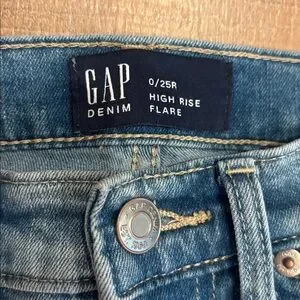 GAP
DENIM
0/25R
HIGH RISE
FLARE